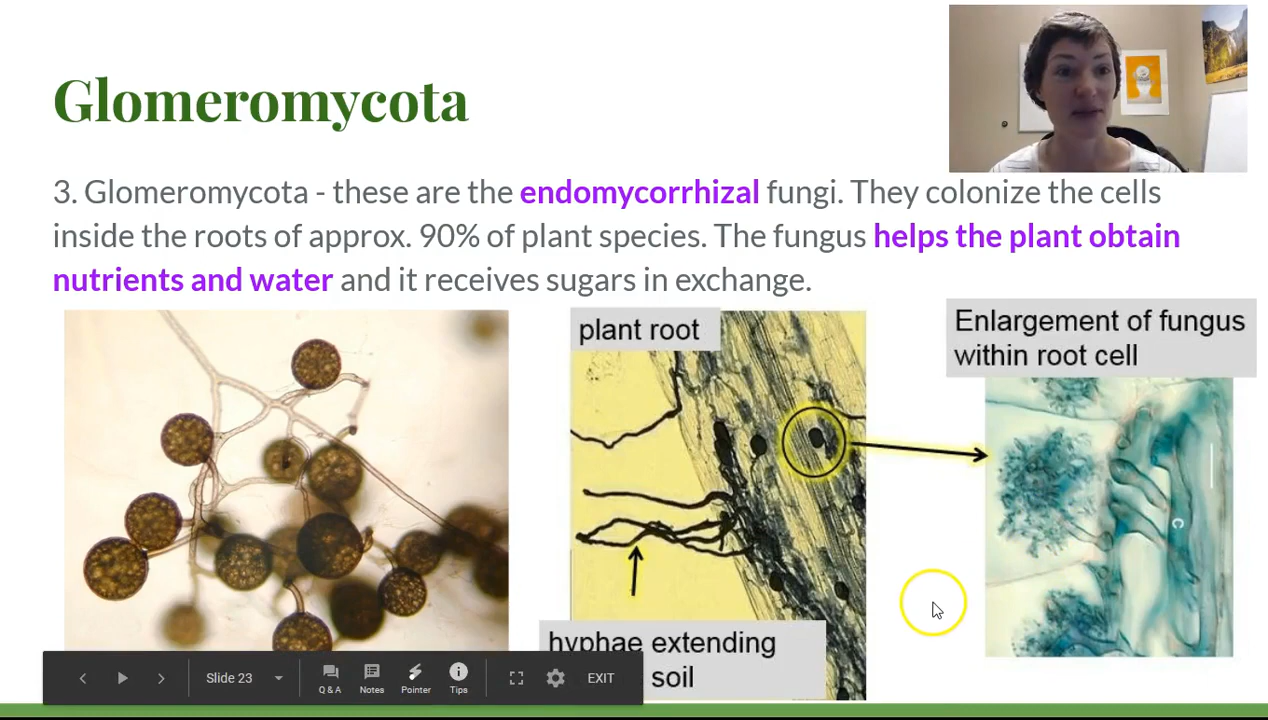 Glomeromycota
3. Glomeromycota - these are the endomycorrhizal fungi. They colonize the cells
inside the roots of approx. 90% of plant species. The fungus helps the plant obtain
nutrients and water and it receives sugars in exchange.
plant root
Enlargement of fungus
within root cell
C
hyphae extending
soil
Slide 23
Q & A
Notes
Pointer
Tips
EXIT